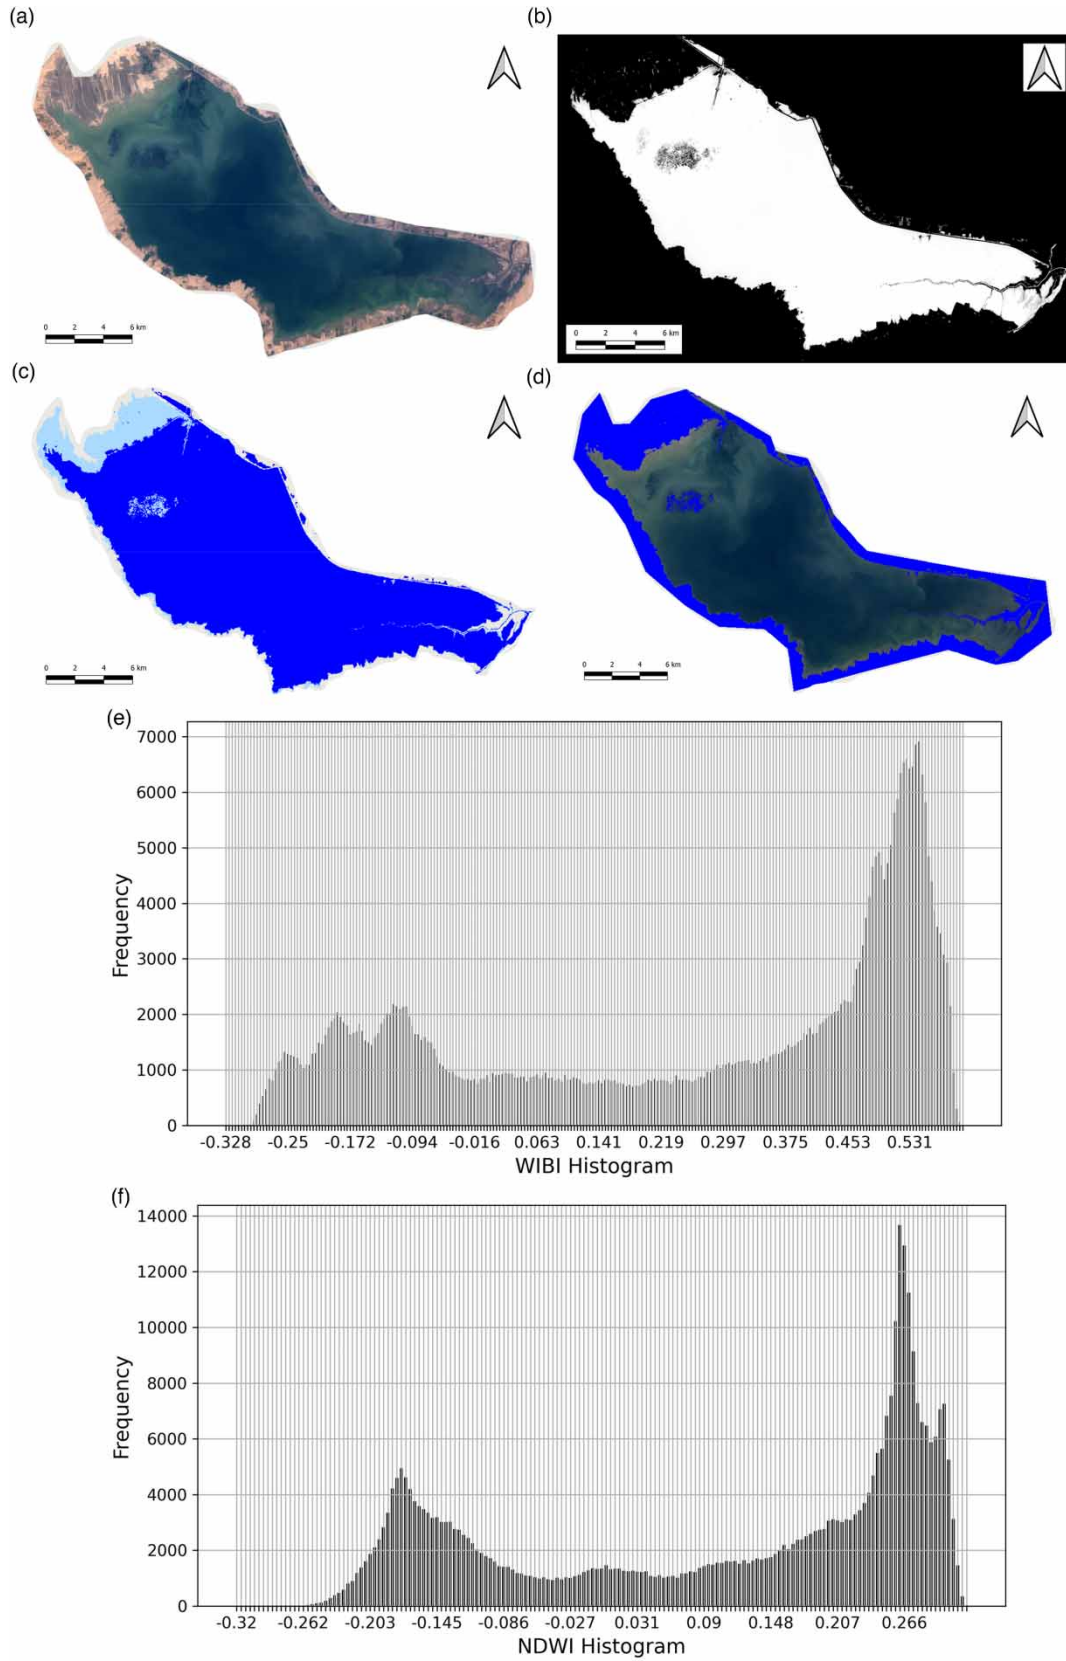 (a)
(b)
0 2 4 6 km
0 2 4 6 km
(c)
(d)
0 2 4 6 km
0 2 4 6 km
(e)
7000
6000
5000
4000
3000
2000
1000
0
Frequency
-0.328 -0.25 -0.172 -0.094 -0.016 0.063 0.141 0.219 0.297 0.375 0.453 0.531
WIBI Histogram
(f)
14000
12000
10000
8000
6000
4000
2000
0
Frequency
-0.32 -0.262 -0.203 -0.145 -0.086 -0.027 0.031 0.09 0.148 0.207 0.266
NDWI Histogram